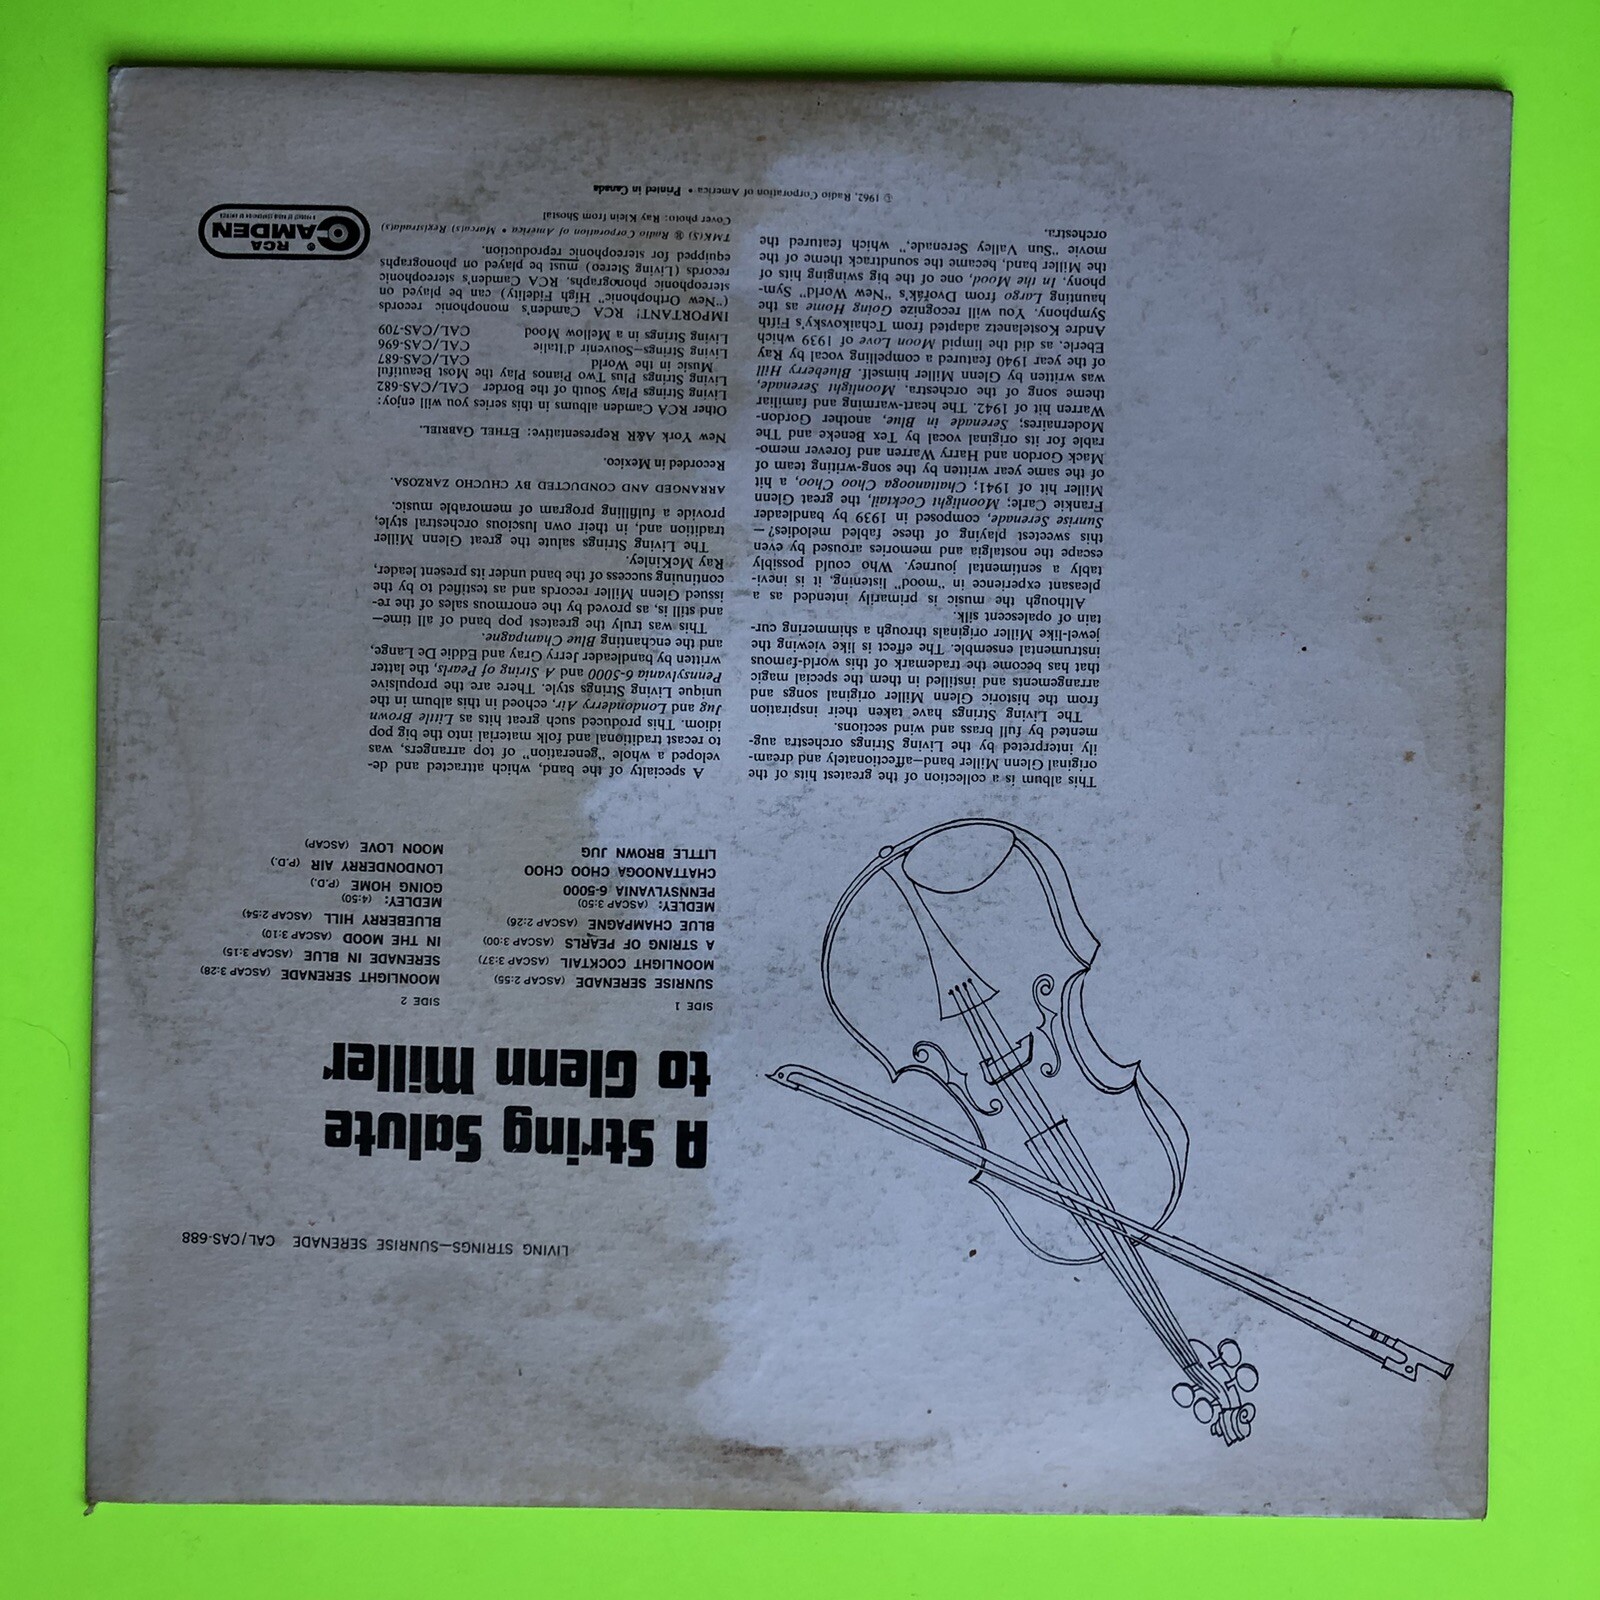 LIVING STRINGS—SUNRISE SERENADE CAL/CAS-688
A String Salute
to Glenn Miller
SIDE 1
SUNRISE SERENADE (ASCAP 2:55)
MOONLIGHT COCKTAIL (ASCAP 3:37)
A STRING OF PEARLS (ASCAP 3:00)
BLUE CHAMPAGNE (ASCAP 2:26)
MEDLEY: (ASCAP 3:50)
PENNSYLVANIA 6-5000
CHATTANOOGA CHOO CHOO
LITTLE BROWN JUG
SIDE 2
MOONLIGHT SERENADE (ASCAP 3:28)
SERENADE IN BLUE (ASCAP 3:15)
IN THE MOOD (ASCAP 3:10)
BLUEBERRY HILL (ASCAP 2:54)
MEDLEY: (4:50)
GOING HOME (P.D.)
LONDONDERRY AIR (P.D.)
MOON LOVE (ASCAP)
This album is a collection of the greatest hits of the
original Glenn Miller band—affectionately and dream-
ily interpreted by the Living Strings orchestra aug-
mented by full brass and wind sections.
The Living Strings have taken their inspiration
from the historic Glenn Miller original songs and
arrangements and instilled in them the special magic
that has become the trademark of this world-famous
instrumental ensemble. The effect is like viewing the
jewel-like Miller originals through a shimmering cur-
tain of opalescent silk.
Although the music is primarily intended as a
pleasant experience in "mood" listening, it is inevi-
tably a sentimental journey. Who could possibly
escape the nostalgia and memories aroused by even
this sweetest playing of these fabled melodies?—
Sunrise Serenade, composed in 1939 by bandleader
Frankie Carle; Moonlight Cocktail, the great Glenn
Miller hit of 1941; Chattanooga Choo Choo, a hit
of the same year written by the song-writing team of
Mack Gordon and Harry Warren and forever memo-
rable for its original vocal by Tex Beneke and The
Modernaires; Serenade in Blue, another Gordon-
Warren hit of 1942. The heart-warming and familiar
theme song of the orchestra, Moonlight Serenade,
was written by Glenn Miller himself. Blueberry Hill
of the year 1940 featured a compelling vocal by Ray
Eberle, as did the limpid Moon Love of 1939 which
Andre Kostelanetz adapted from Tchaikovsky's Fifth
Symphony. You will recognize Going Home as the
haunting Largo from Dvořák's "New World" Sym-
phony. In the Mood, one of the big swinging hits of
the Miller band, became the soundtrack theme of the
movie "Sun Valley Serenade," which featured the
orchestra.
A specialty of the band, which attracted and de-
veloped a whole "generation" of top arrangers, was
to recast traditional and folk material into the big pop
idiom. This produced such great hits as Little Brown
Jug and Londonderry Air, echoed in this album in the
unique Living Strings style. There are the propulsive
Pennsylvania 6-5000 and A String of Pearls, the latter
written by bandleader Jerry Gray and Eddie De Lange,
and the enchanting Blue Champagne.
This was truly the greatest pop band of all time—
and still is, as proved by the enormous sales of the re-
issued Glenn Miller records and as testified to by the
continuing success of the band under its present leader,
Ray McKinley.
The Living Strings salute the great Glenn Miller
tradition and, in their own luscious orchestral style,
provide a fulfilling program of memorable music.
ARRANGED AND CONDUCTED BY CHUCHO ZARZOSA.
Recorded in Mexico.
New York A&R Representative: ETHEL GABRIEL.
Other RCA Camden albums in this series you will enjoy:
Living Strings Play South of the Border CAL/CAS-682
Living Strings Plus Two Pianos Play the Most Beautiful
Music in the World CAL/CAS-687
Living Strings—Souvenir d'Italie CAL/CAS-696
Living Strings in a Mellow Mood CAL/CAS-709
IMPORTANT! RCA Camden's monophonic records
("New Orthophonic" High Fidelity) can be played on
stereophonic phonographs. RCA Camden's stereophonic
records (Living Stereo) must be played on phonographs
equipped for stereophonic reproduction.
TMK(S) ® Radio Corporation of America • Marca(s) Registrada(s)
Cover photo: Ray Klein from Shostal
© 1962, Radio Corporation of America • Printed in Canada
RCA
CAMDEN
®
A PRODUCT OF RADIO CORPORATION OF AMERICA